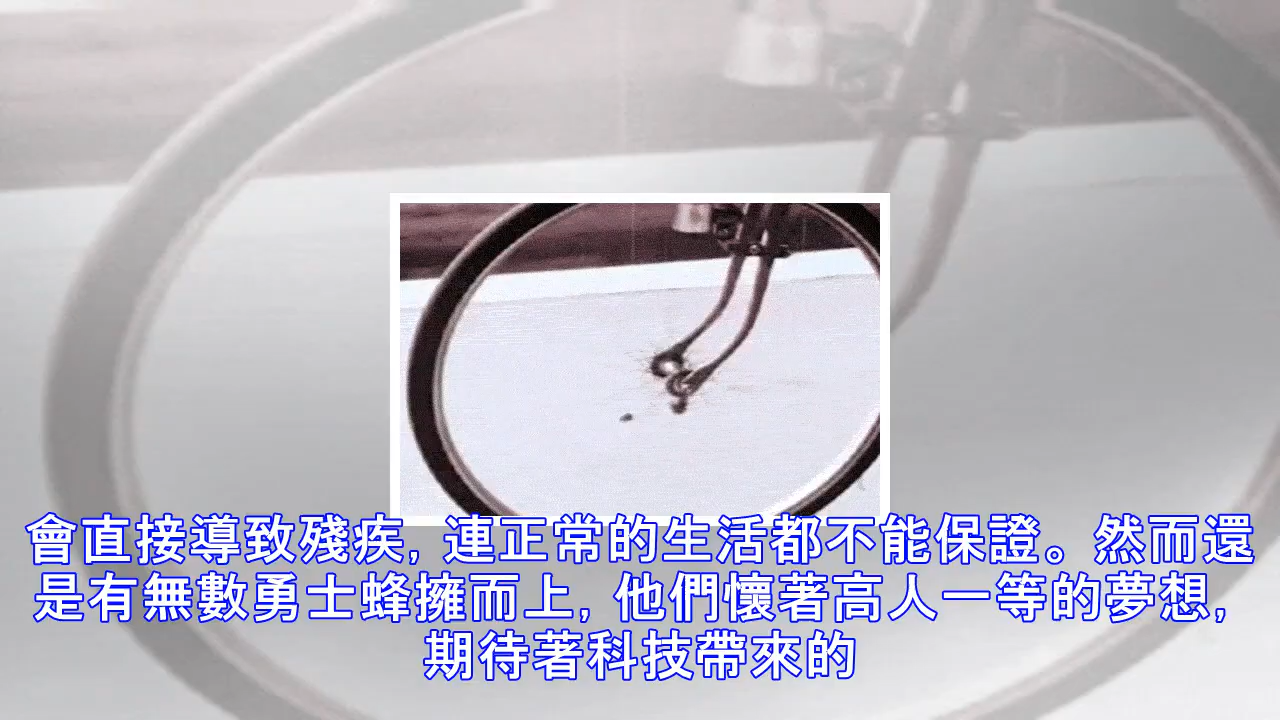 會直接導致殘疾, 連正常的生活都不能保證。然而還
是有無數勇士蜂擁而上, 他們懷著高人一等的夢想,
期待著科技帶來的